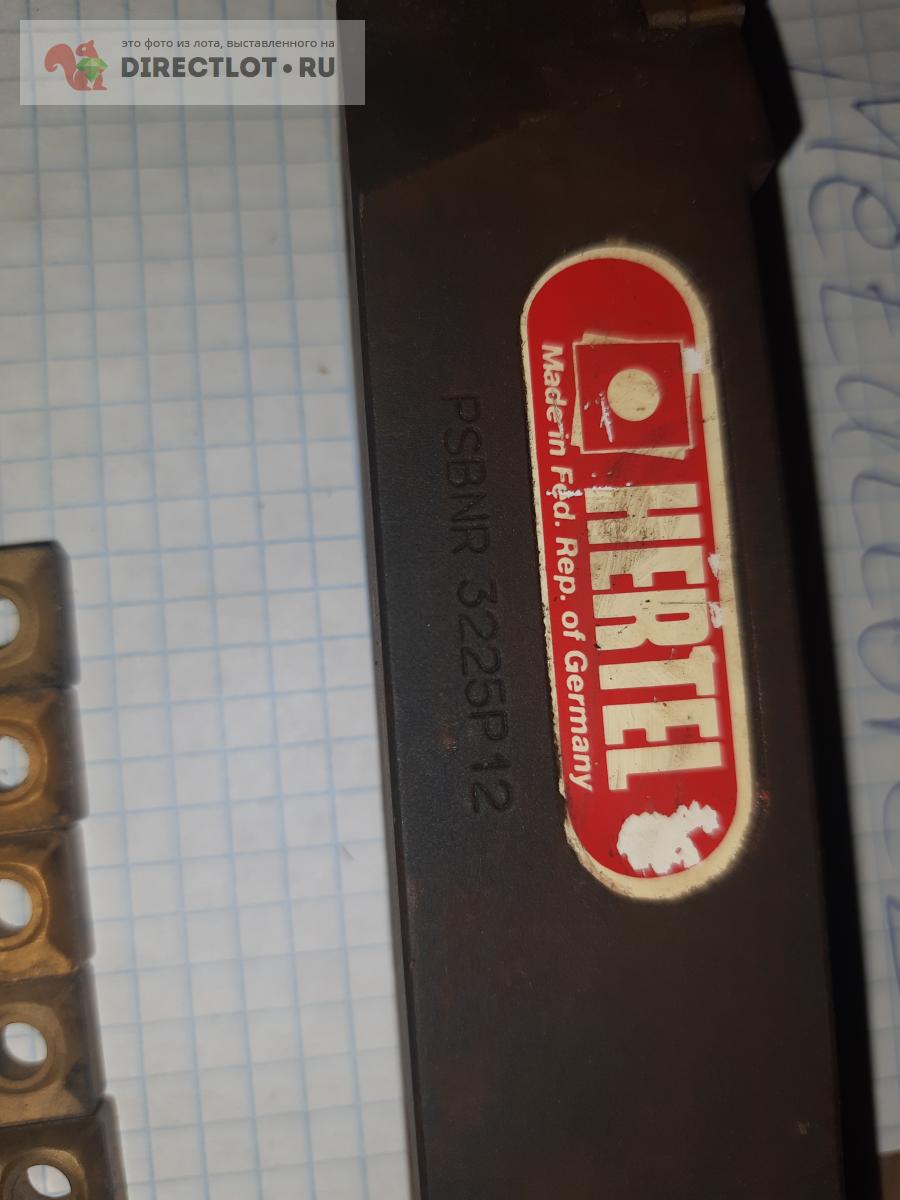 это фото из лота, выставленного на
DIRECTLOT•RU
HERTEL
Made in Fed. Rep. of Germany
PSBNR 3225P12